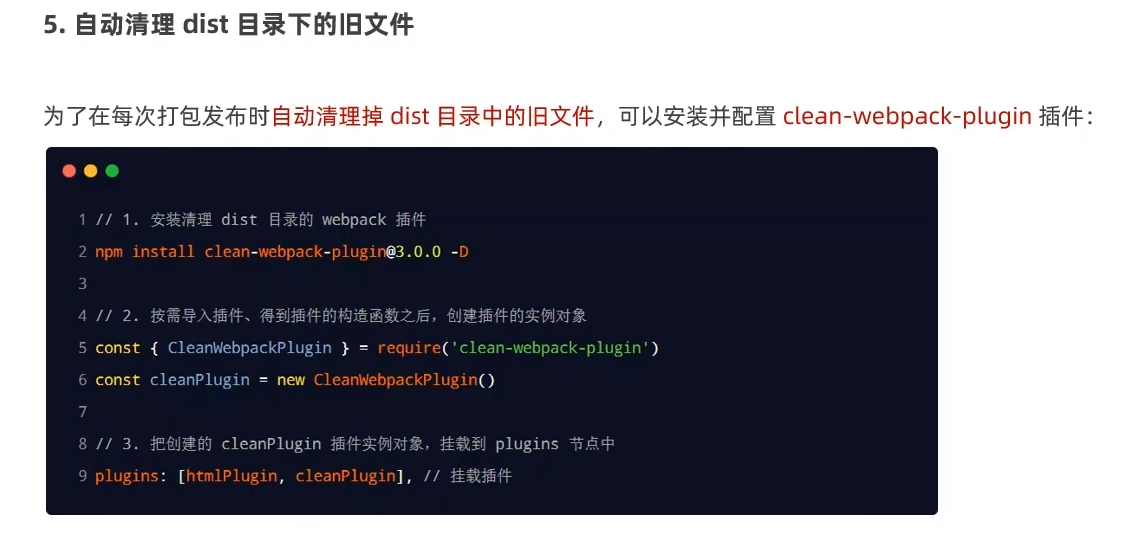 5. 自动清理 dist 目录下的旧文件
为了在每次打包发布时自动清理掉 dist 目录中的旧文件，可以安装并配置 clean-webpack-plugin 插件：
1 // 1. 安装清理 dist 目录的 webpack 插件
2 npm install clean-webpack-plugin@3.0.0 -D
3
4 // 2. 按需导入插件、得到插件的构造函数之后，创建插件的实例对象
5 const { CleanWebpackPlugin } = require('clean-webpack-plugin')
6 const cleanPlugin = new CleanWebpackPlugin()
7
8 // 3. 把创建的 cleanPlugin 插件实例对象，挂载到 plugins 节点中
9 plugins: [htmlPlugin, cleanPlugin], // 挂载插件